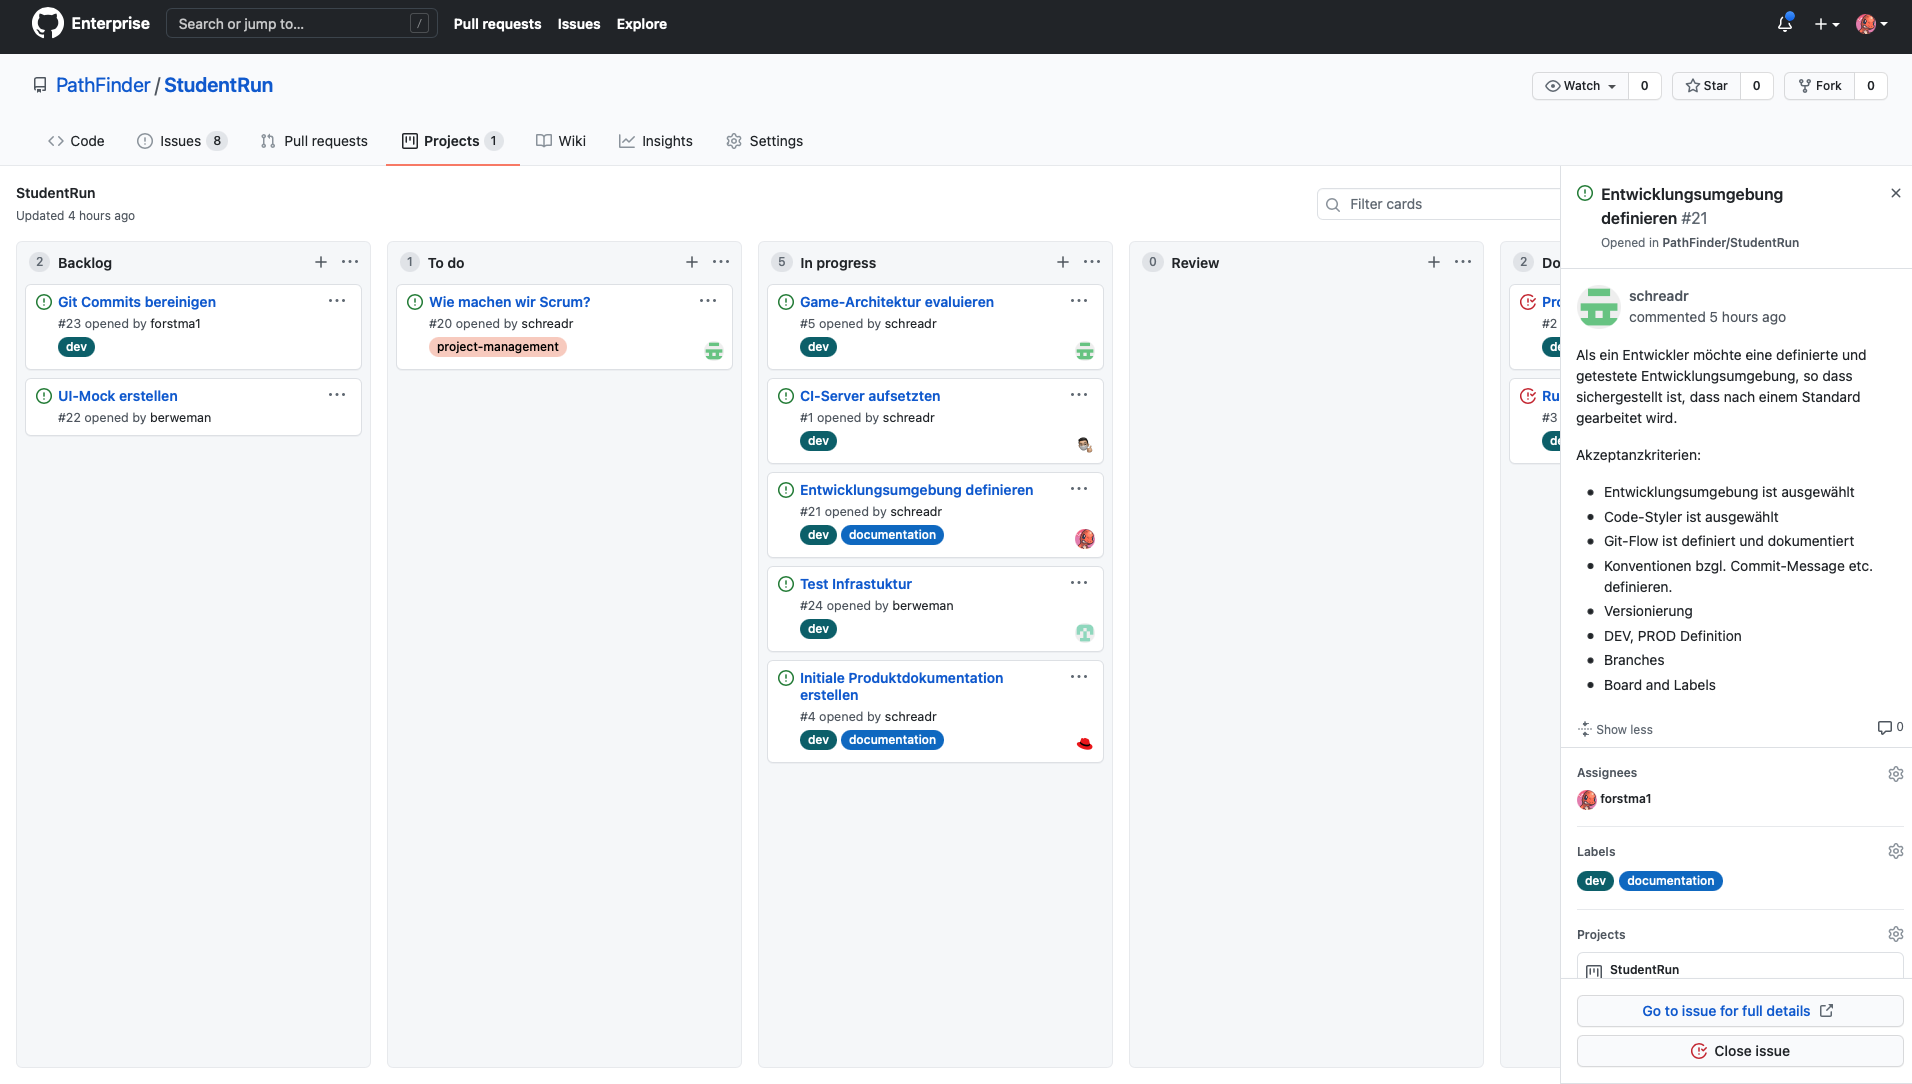 Enterprise
Search or jump to…
/
Pull requests
Issues
Explore
PathFinder / StudentRun
Watch
0
Star
0
Fork
0
Code
Issues 8
Pull requests
Projects 1
Wiki
Insights
Settings
StudentRun
Updated 4 hours ago
Filter cards
2 Backlog
Git Commits bereinigen
#23 opened by forstma1
dev
UI-Mock erstellen
#22 opened by berweman
1 To do
Wie machen wir Scrum?
#20 opened by schreadr
project-management
5 In progress
Game-Architektur evaluieren
#5 opened by schreadr
dev
CI-Server aufsetzten
#1 opened by schreadr
dev
Entwicklungsumgebung definieren
#21 opened by schreadr
dev documentation
Test Infrastuktur
#24 opened by berweman
dev
Initiale Produktdokumentation
erstellen
#4 opened by schreadr
dev documentation
0 Review
2 Do
Pro
#2
de
Ru
#3
de
Entwicklungsumgebung
definieren #21
Opened in PathFinder/StudentRun
schreadr
commented 5 hours ago
Als ein Entwickler möchte eine definierte und
getestete Entwicklungsumgebung, so dass
sichergestellt ist, dass nach einem Standard
gearbeitet wird.
Akzeptanzkriterien:
Entwicklungsumgebung ist ausgewählt
Code-Styler ist ausgewählt
Git-Flow ist definiert und dokumentiert
Konventionen bzgl. Commit-Message etc.
definieren.
Versionierung
DEV, PROD Definition
Branches
Board and Labels
Show less
0
Assignees
forstma1
Labels
dev documentation
Projects
StudentRun
Go to issue for full details
Close issue